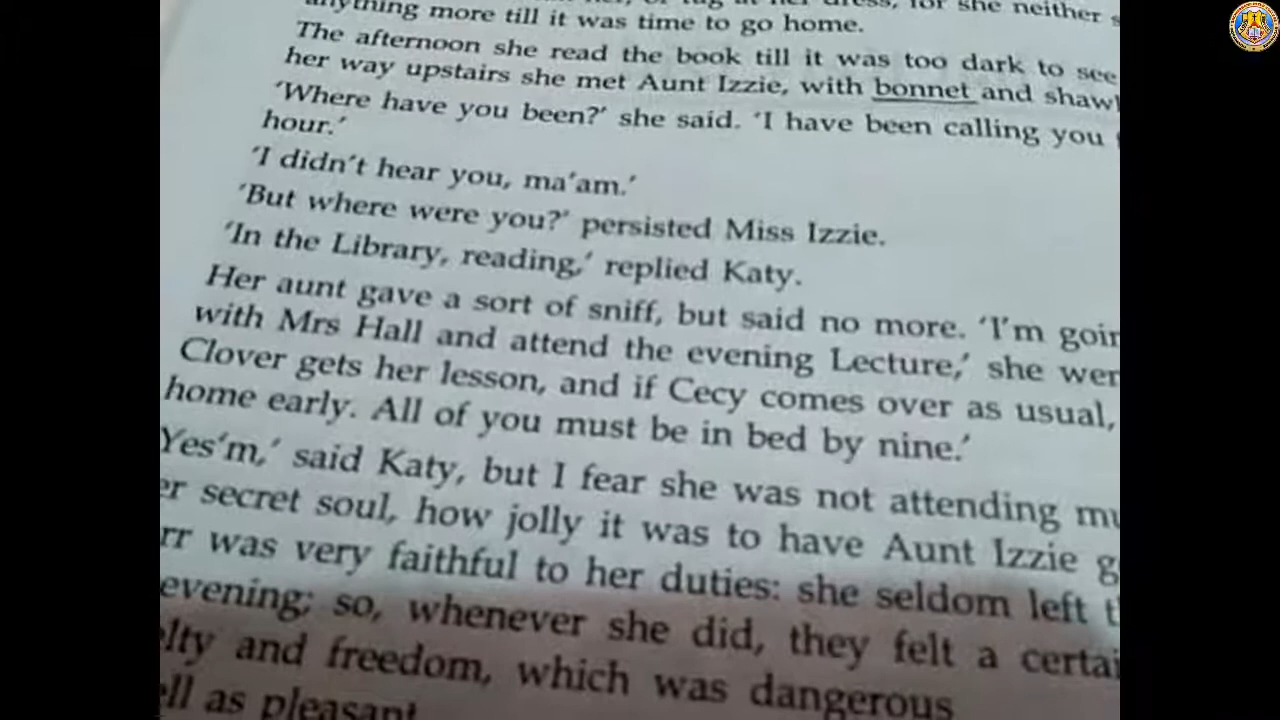 for she neither
anything more till it was time to go home.
The afternoon she read the book till it was too dark to see
her way upstairs she met Aunt Izzie, with bonnet and shawl
'Where have you been?' she said. 'I have been calling you
hour.'
'I didn't hear you, ma'am.'
'But where were you?' persisted Miss Izzie.
'In the Library, reading,' replied Katy.
Her aunt gave a sort of sniff, but said no more. 'I'm goin
with Mrs Hall and attend the evening Lecture,' she wen
Clover gets her lesson, and if Cecy comes over as usual,
home early. All of you must be in bed by nine.'
Yes'm,' said Katy, but I fear she was not attending mu
er secret soul, how jolly it was to have Aunt Izzie g
rr was very faithful to her duties: she seldom left t
evening; so, whenever she did, they felt a certai
elty and freedom, which was dangerous
ell as pleasant